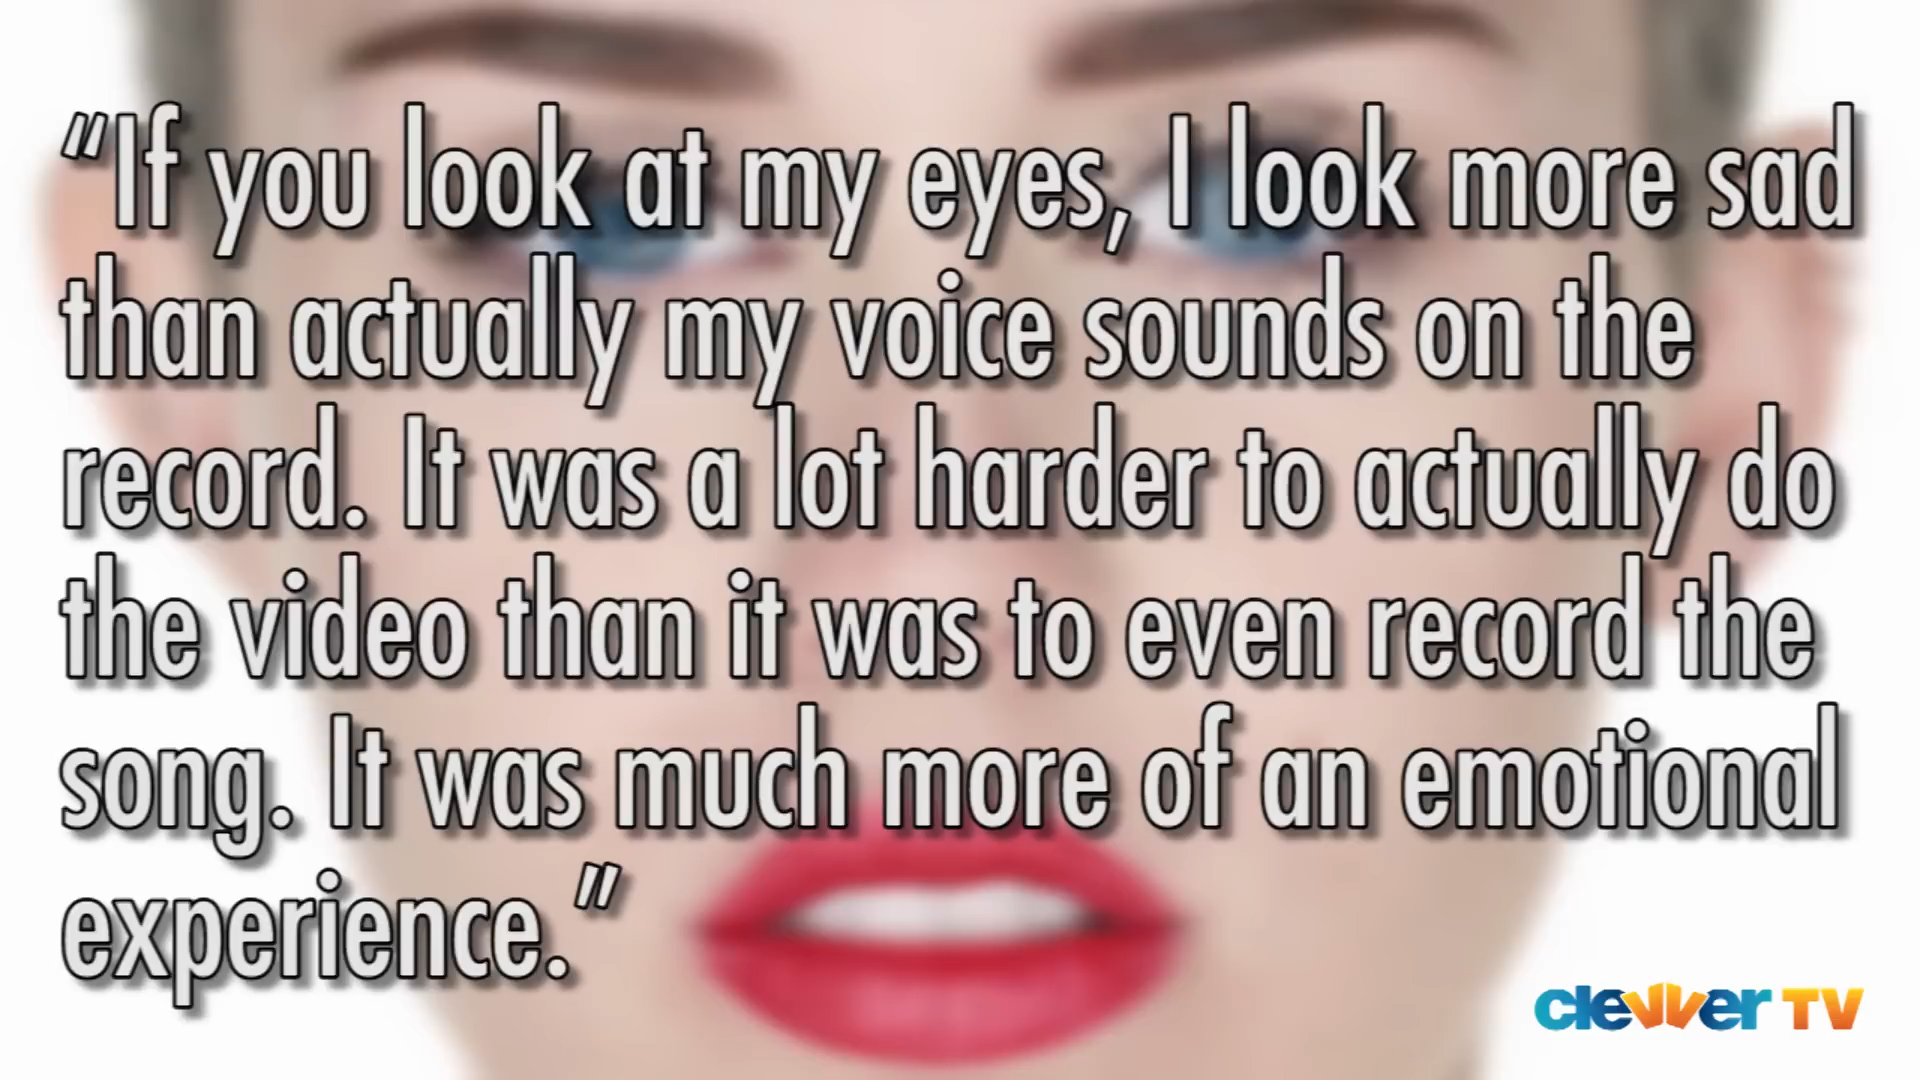 “If you look at my eyes, I look more sad
than actually my voice sounds on the
record. It was a lot harder to actually do
the video than it was to even record the
song. It was much more of an emotional
experience.”
clevver TV